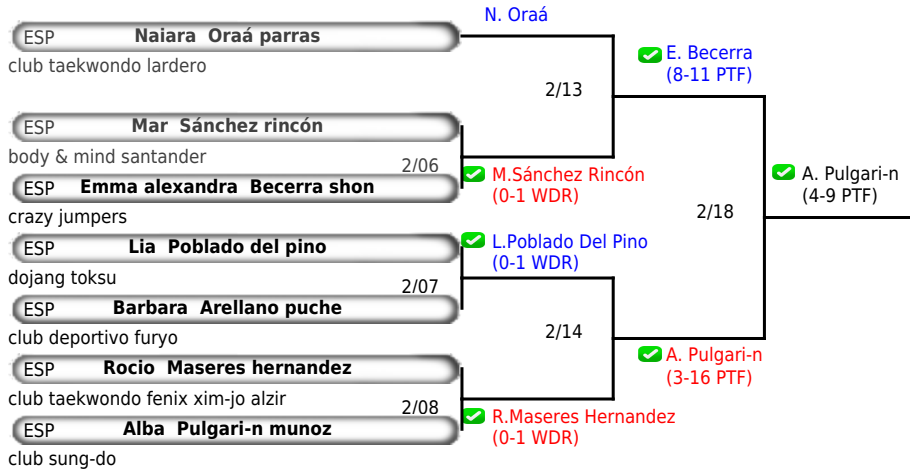 N. Oraá
ESP Naiara Oraá parras
club taekwondo lardero
E. Becerra
(8-11 PTF)
2/13
ESP Mar Sánchez rincón
body & mind santander
2/06
M.Sánchez Rincón
(0-1 WDR)
A. Pulgari-n
(4-9 PTF)
ESP Emma alexandra Becerra shon
crazy jumpers
2/18
ESP Lia Poblado del pino
L.Poblado Del Pino
(0-1 WDR)
dojang toksu
2/07
ESP Barbara Arellano puche
club deportivo furyo
2/14
ESP Rocio Maseres hernandez
A. Pulgari-n
(3-16 PTF)
club taekwondo fenix xim-jo alzir
2/08
R.Maseres Hernandez
(0-1 WDR)
ESP Alba Pulgari-n munoz
club sung-do